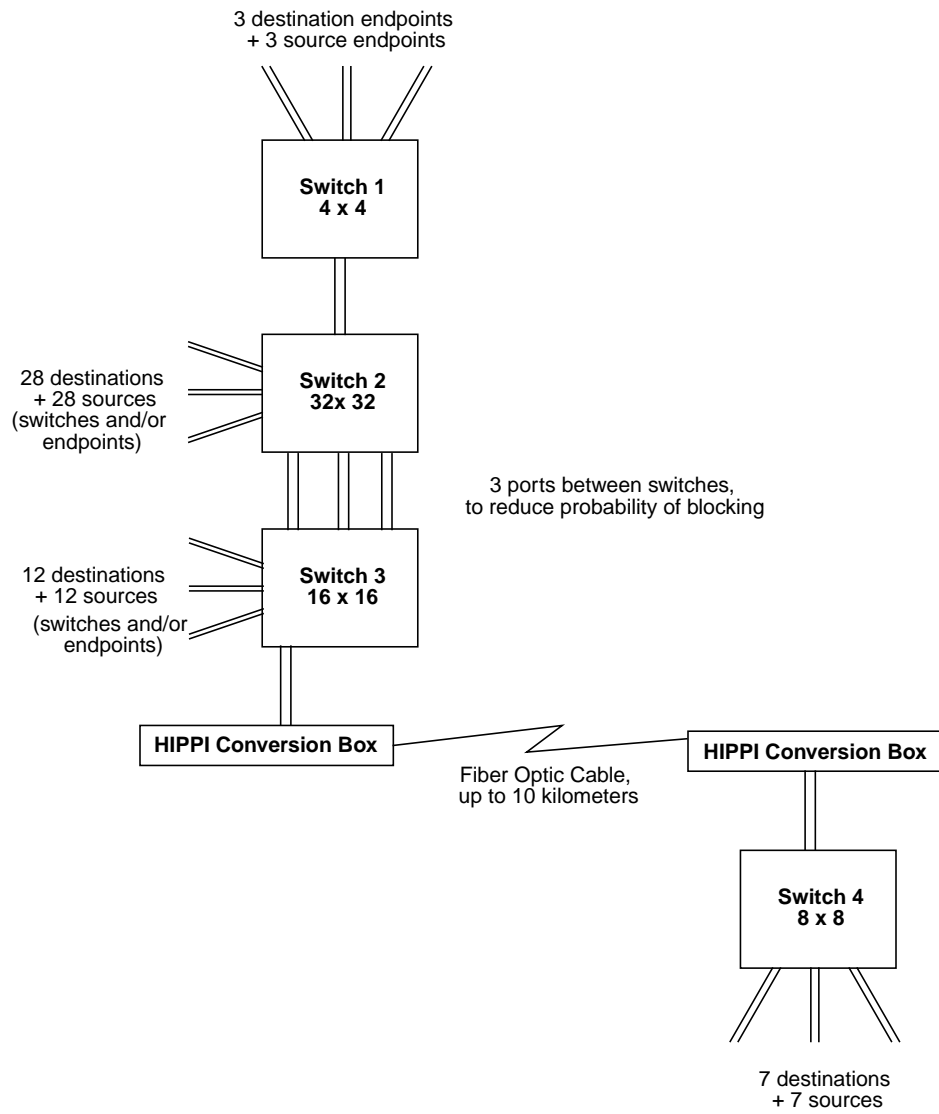 3 destination endpoints
+ 3 source endpoints
Switch 1
4 x 4
28 destinations
+ 28 sources
(switches and/or
endpoints)
Switch 2
32x 32
3 ports between switches,
to reduce probability of blocking
12 destinations
+ 12 sources
(switches and/or
endpoints)
Switch 3
16 x 16
HIPPI Conversion Box
Fiber Optic Cable,
up to 10 kilometers
HIPPI Conversion Box
Switch 4
8 x 8
7 destinations
+ 7 sources